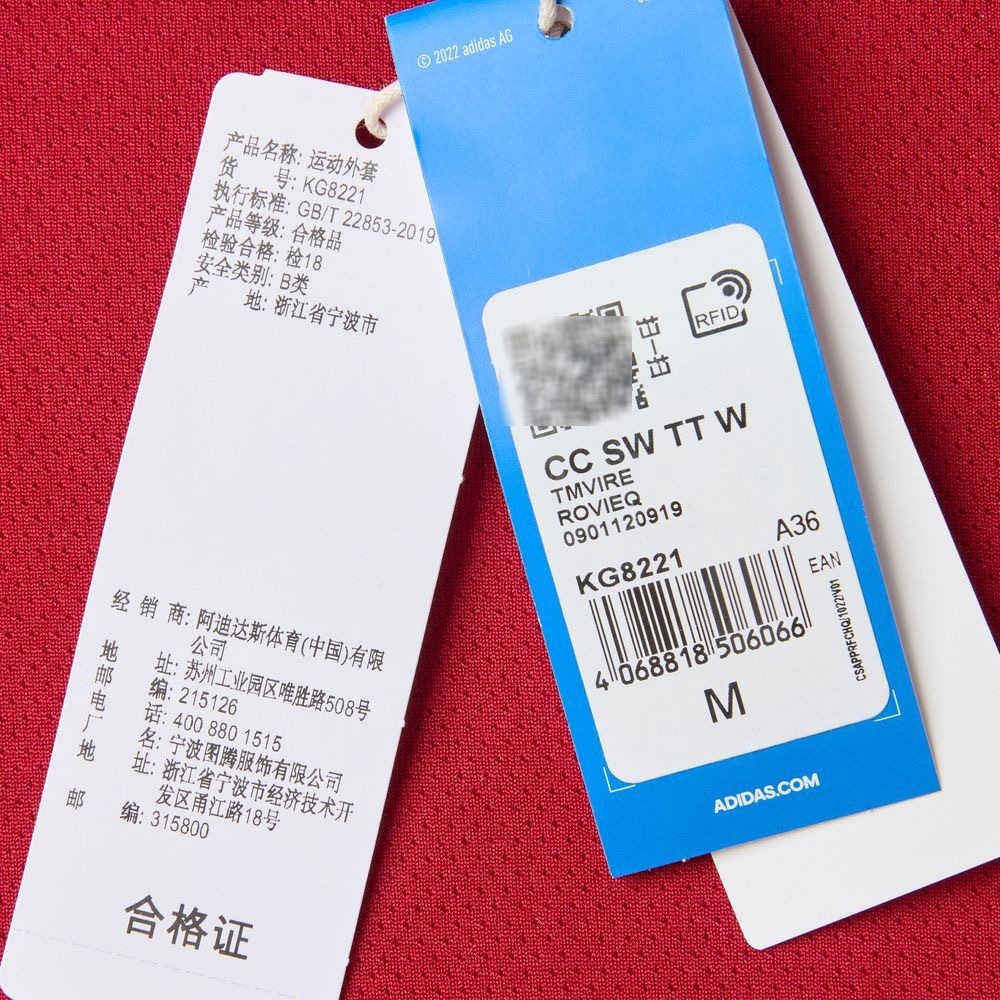 产品名称: 运动外套
货 号: KG8221
执行标准: GB/T 22853-2019
产品等级: 合格品
检验合格: 检18
安全类别: B类
产 地: 浙江省宁波市
经 销 商: 阿迪达斯体育(中国)有限
公司
地 址: 苏州工业园区唯胜路508号
邮 编: 215126
电 话: 400 880 1515
厂 名: 宁波图腾服饰有限公司
地 址: 浙江省宁波市经济技术开
发区甬江路18号
邮 编: 315800
合格证
© 2022 adidas AG
RFID
CC SW TT W
TMVIRE
ROVIEQ
0901120919
A36
KG8221
EAN
4 068818 506066
M
ADIDAS.COM